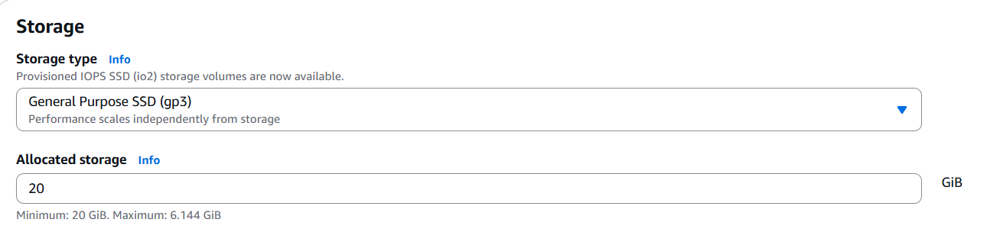 Storage
Storage type Info
Provisioned IOPS SSD (io2) storage volumes are now available.
General Purpose SSD (gp3)
Performance scales independently from storage
Allocated storage Info
20 GiB
Minimum: 20 GiB. Maximum: 6.144 GiB